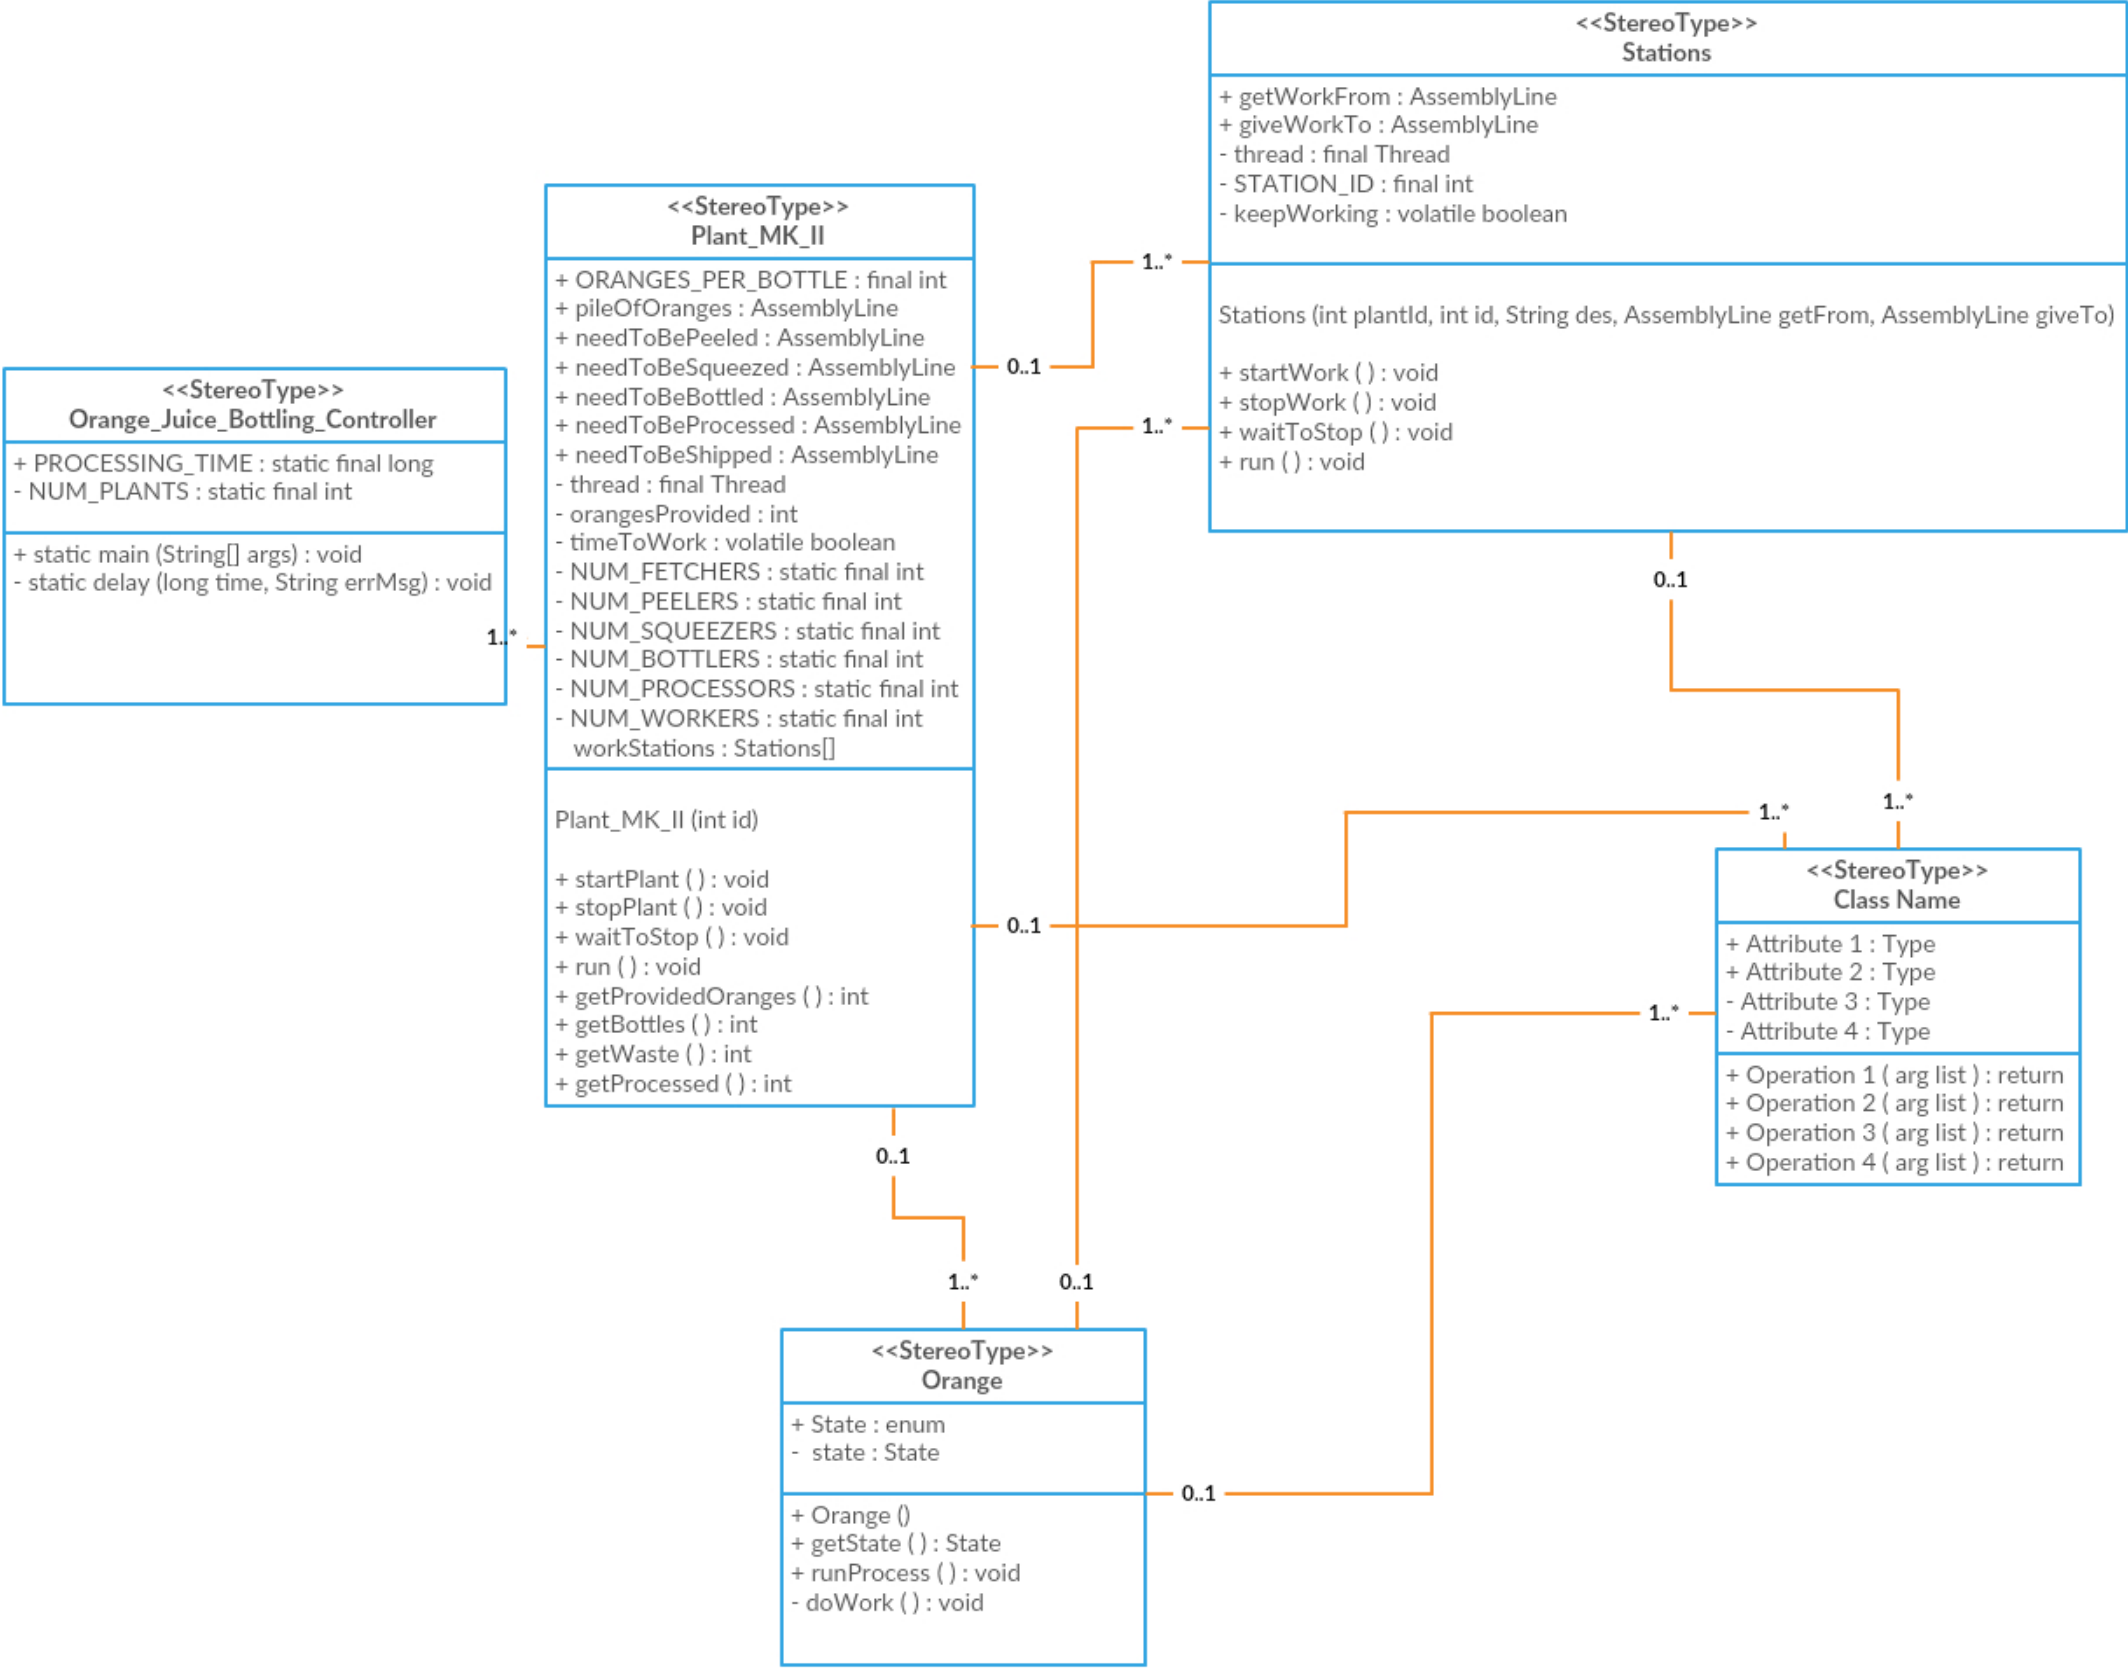 <<StereoType>>
Stations
+ getWorkFrom : AssemblyLine
+ giveWorkTo : AssemblyLine
- thread : final Thread
- STATION_ID : final int
- keepWorking : volatile boolean
Stations (int plantId, int id, String des, AssemblyLine getFrom, AssemblyLine giveTo)
+ startWork ( ) : void
+ stopWork ( ) : void
+ waitToStop ( ) : void
+ run ( ) : void
<<StereoType>>
Plant_MK_II
+ ORANGES_PER_BOTTLE : final int
+ pileOfOranges : AssemblyLine
+ needToBePeeled : AssemblyLine
+ needToBeSqueezed : AssemblyLine
+ needToBeBottled : AssemblyLine
+ needToBeProcessed : AssemblyLine
+ needToBeShipped : AssemblyLine
- thread : final Thread
- orangesProvided : int
- timeToWork : volatile boolean
- NUM_FETCHERS : static final int
- NUM_PEELERS : static final int
- NUM_SQUEEZERS : static final int
- NUM_BOTTLERS : static final int
- NUM_PROCESSORS : static final int
- NUM_WORKERS : static final int
workStations : Stations[]
Plant_MK_II (int id)
+ startPlant ( ) : void
+ stopPlant ( ) : void
+ waitToStop ( ) : void
+ run ( ) : void
+ getProvidedOranges ( ) : int
+ getBottles ( ) : int
+ getWaste ( ) : int
+ getProcessed ( ) : int
<<StereoType>>
Orange_Juice_Bottling_Controller
+ PROCESSING_TIME : static final long
- NUM_PLANTS : static final int
+ static main (String[] args) : void
- static delay (long time, String errMsg) : void
1..*
1..*
0..1
1..*
0..1
1..*
1..*
0..1
<<StereoType>>
Class Name
+ Attribute 1 : Type
+ Attribute 2 : Type
- Attribute 3 : Type
- Attribute 4 : Type
+ Operation 1 ( arg list ) : return
+ Operation 2 ( arg list ) : return
+ Operation 3 ( arg list ) : return
+ Operation 4 ( arg list ) : return
1..*
0..1
1..*
0..1
<<StereoType>>
Orange
+ State : enum
- state : State
+ Orange ()
+ getState ( ) : State
+ runProcess ( ) : void
- doWork ( ) : void
0..1